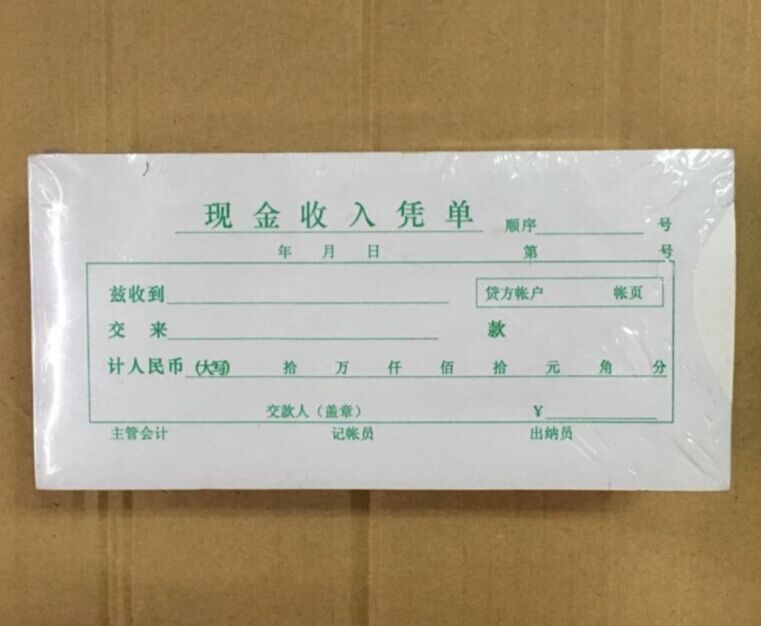 现金收入凭单 顺序 号
年 月 日 第 号
兹收到 贷方帐户 帐页
交 来 款
计人民币 (大写) 拾 万 仟 佰 拾 元 角 分
交款人（盖章） ¥
主管会计 记帐员 出纳员